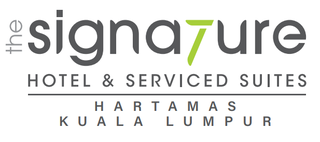 the signa7ure
HOTEL & SERVICED SUITES
HARTAMAS
KUALA LUMPUR